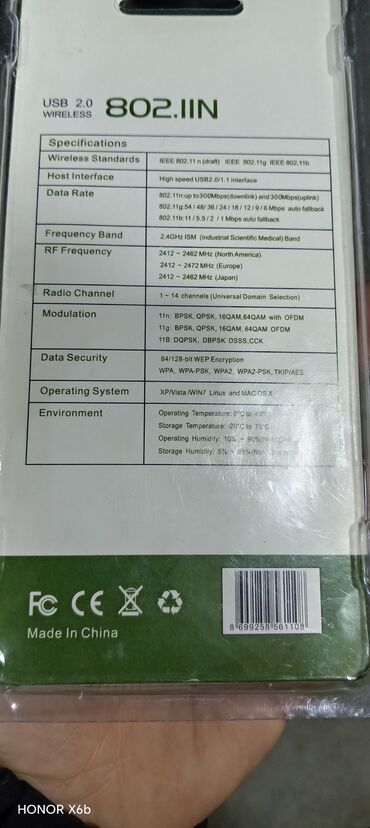 USB 2.0
WIRELESS
802.11N
Specifications
Wireless Standards IEEE 802.11 n (draft) IEEE 802.11g IEEE 802.11b
Host Interface High speed USB2.0/1.1 interface
Data Rate 802.11n:up to 300Mbps(downlink) and 300Mbps(uplink)
802.11g:54 / 48/ 36 / 24 / 18 / 12 / 9 / 6 Mbps auto fallback
802.11b:11 / 5.5 / 2 / 1 Mbps auto fallback
Frequency Band 2.4GHz ISM (Industrial Scientific Medical) Band
RF Frequency 2412 ~ 2462 MHz (North America)
2412 ~ 2472 MHz (Europe)
2412 ~ 2462 MHz (Japan)
Radio Channel 1 ~ 14 channels (Universal Domain Selection)
Modulation 11n: BPSK, QPSK, 16QAM,64QAM with OFDM
11g: BPSK, QPSK, 16QAM, 64QAM OFDM
11B: DQPSK, DBPSK DSSS,CCK
Data Security 64/128-bit WEP Encryption
WPA, WPA-PSK, WPA2, WPA2-PSK, TKIP/AES
Operating System XP/Vista /WIN7 Linux and MAC OS X
Environment Operating Temperature: 0°C to 40°
Storage Temperature: -20°C to 75°C
Operating Humidity: 10% ~ 90%
Storage Humidity: 5% ~ 95%
FC CE
Made In China
8 699258 561108
HONOR X6b